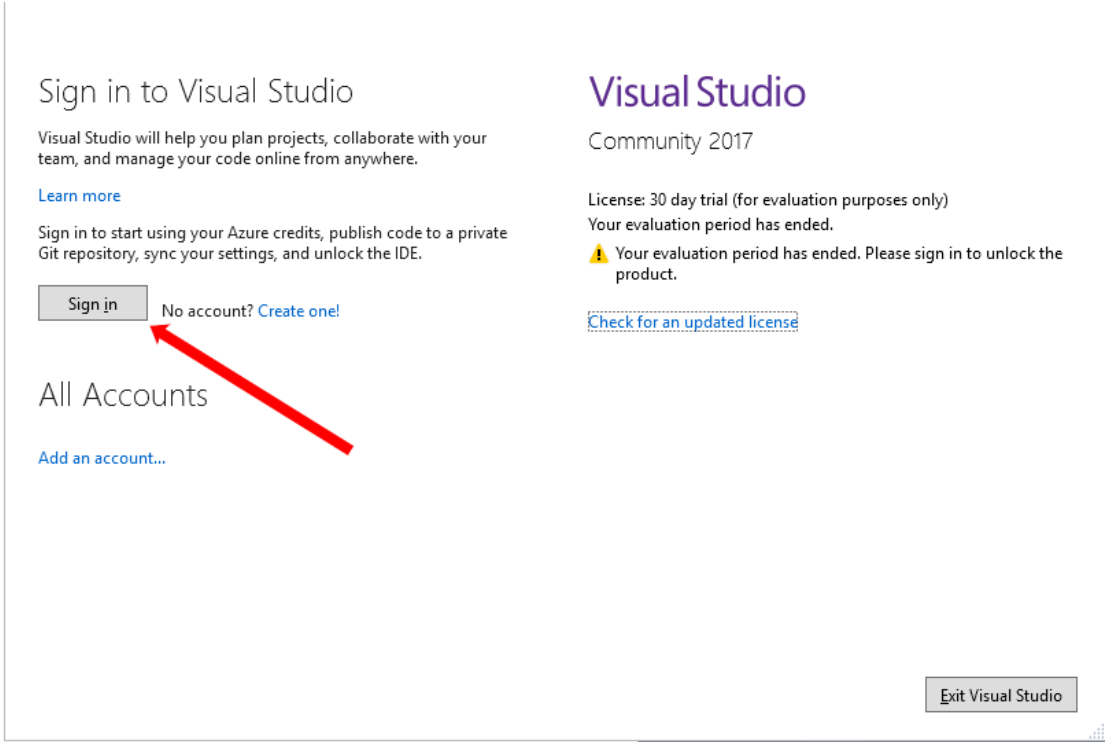 Sign in to Visual Studio
Visual Studio will help you plan projects, collaborate with your
team, and manage your code online from anywhere.
Learn more
Sign in to start using your Azure credits, publish code to a private
Git repository, sync your settings, and unlock the IDE.
Sign in
No account? Create one!
All Accounts
Add an account...
Visual Studio
Community 2017
License: 30 day trial (for evaluation purposes only)
Your evaluation period has ended.
Your evaluation period has ended. Please sign in to unlock the
product.
Check for an updated license
Exit Visual Studio